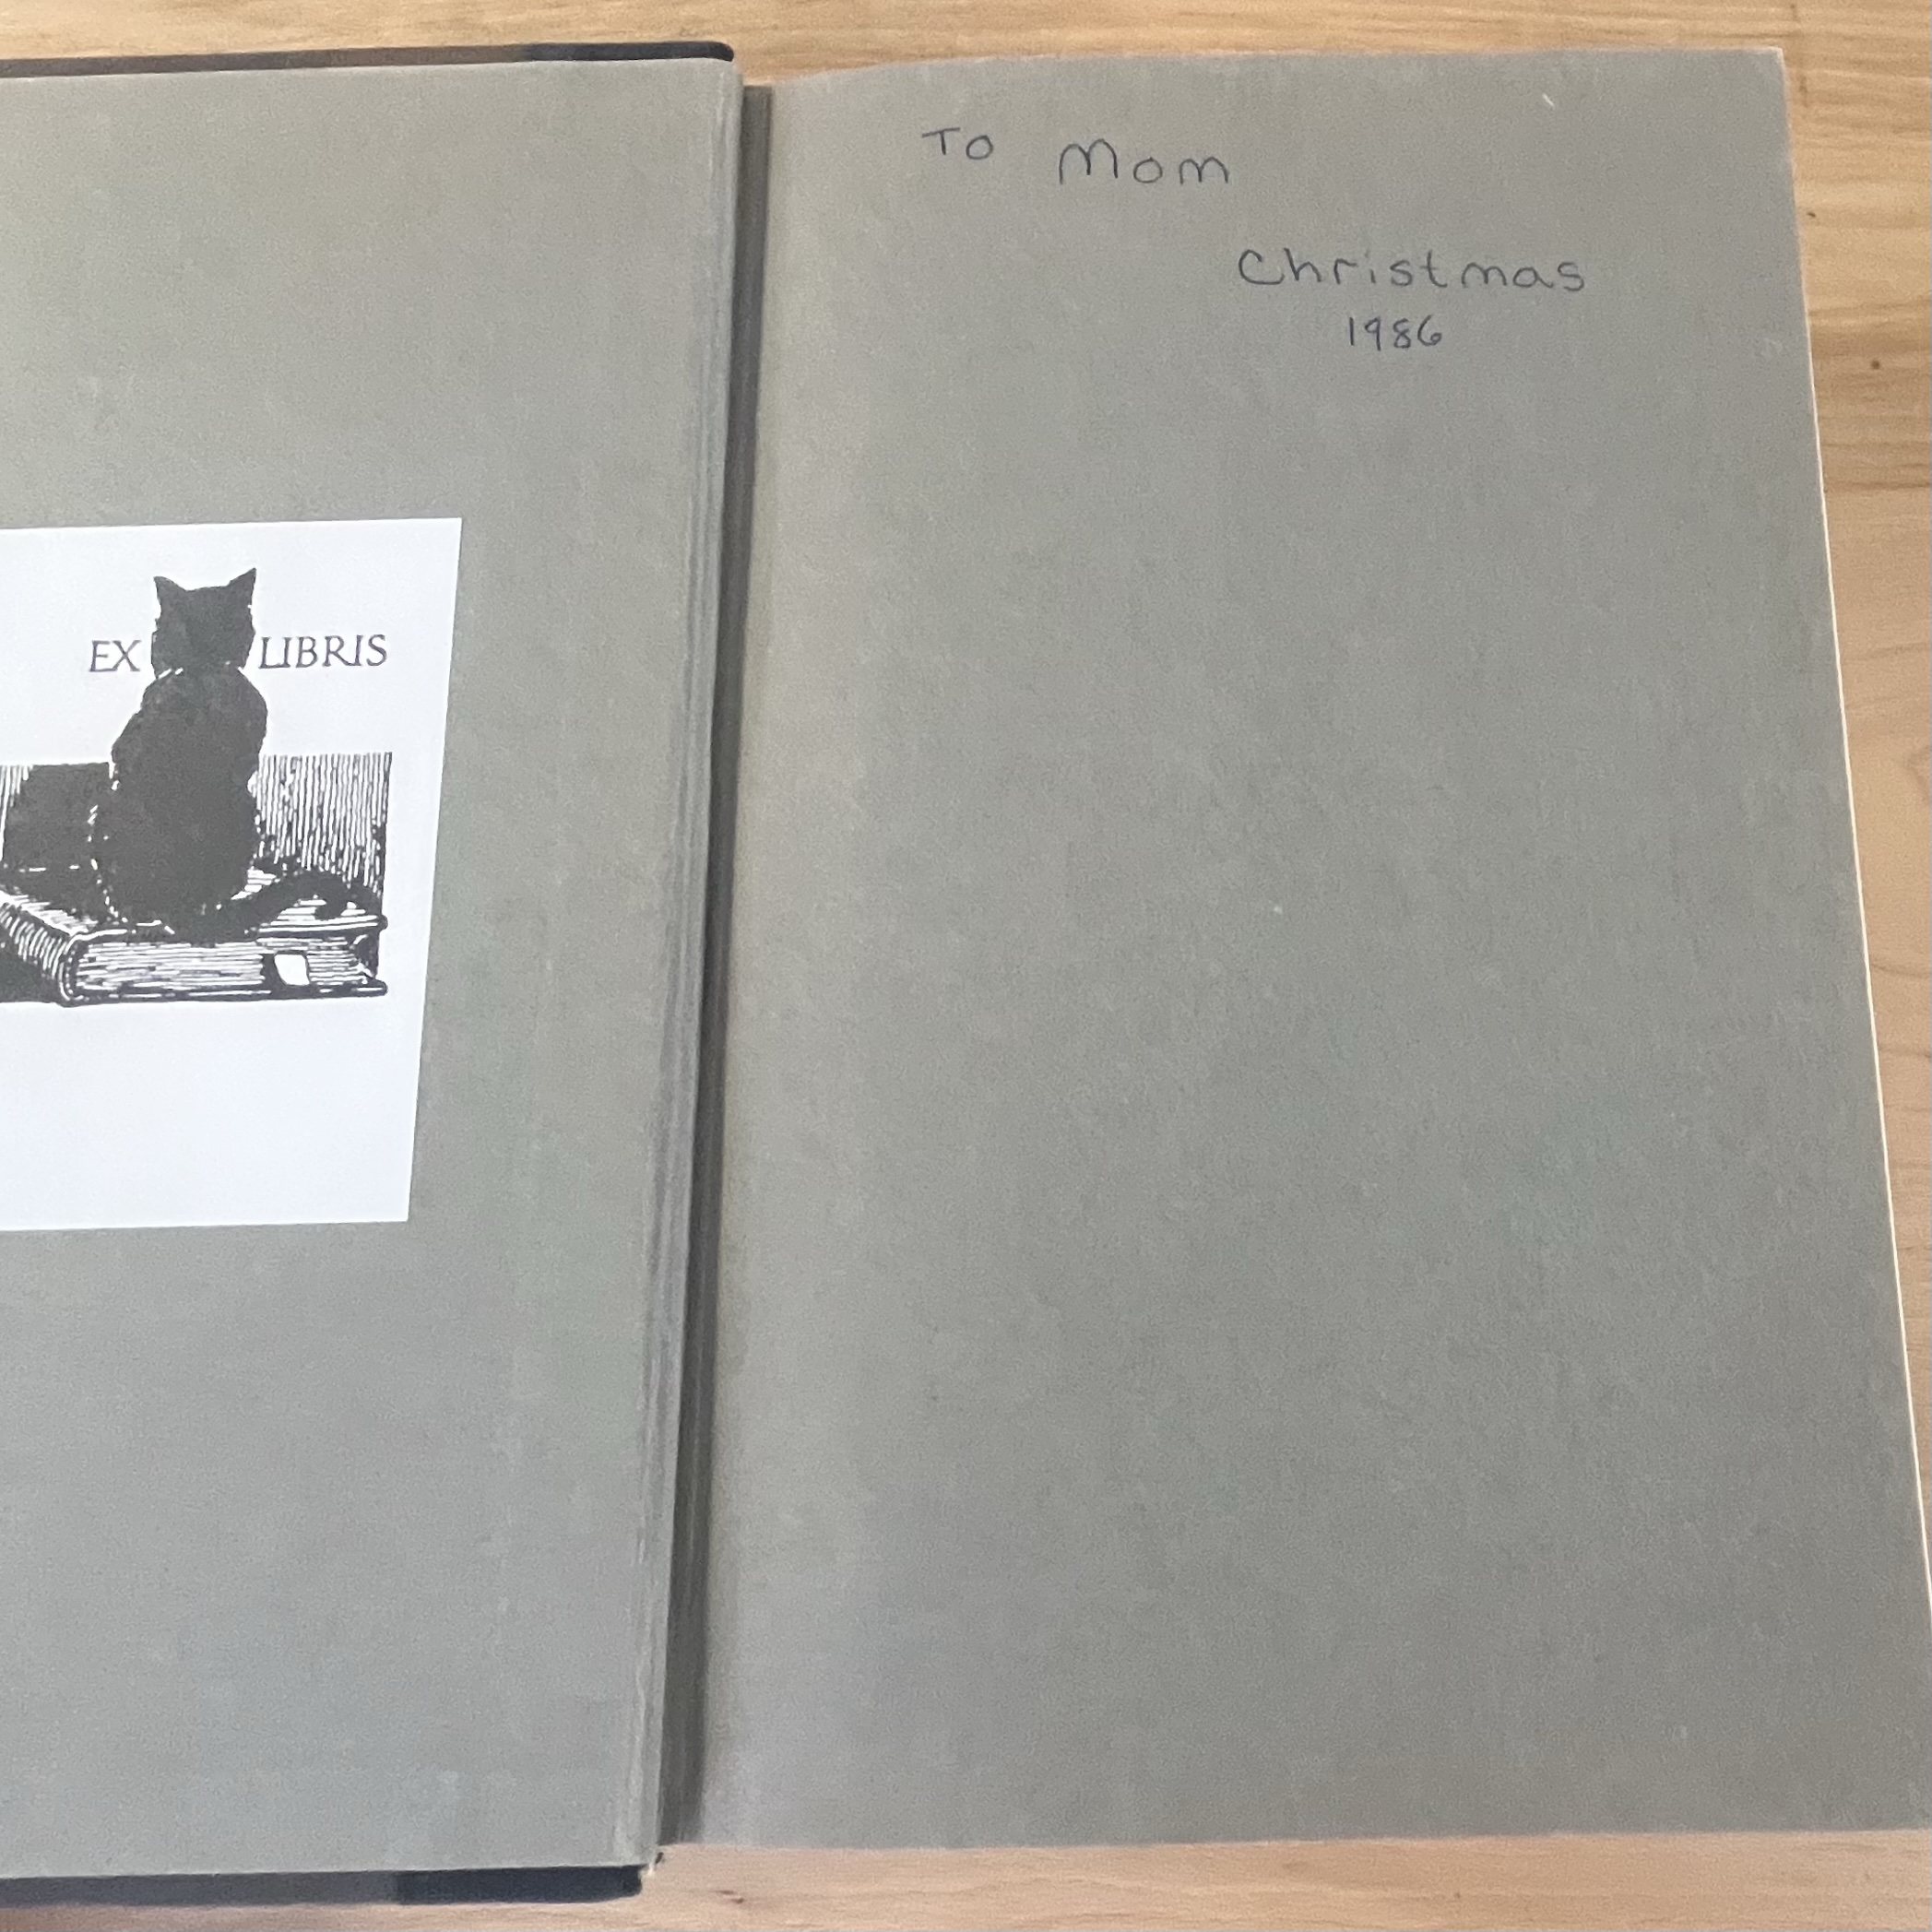 EX LIBRIS
To Mom
Christmas
1986